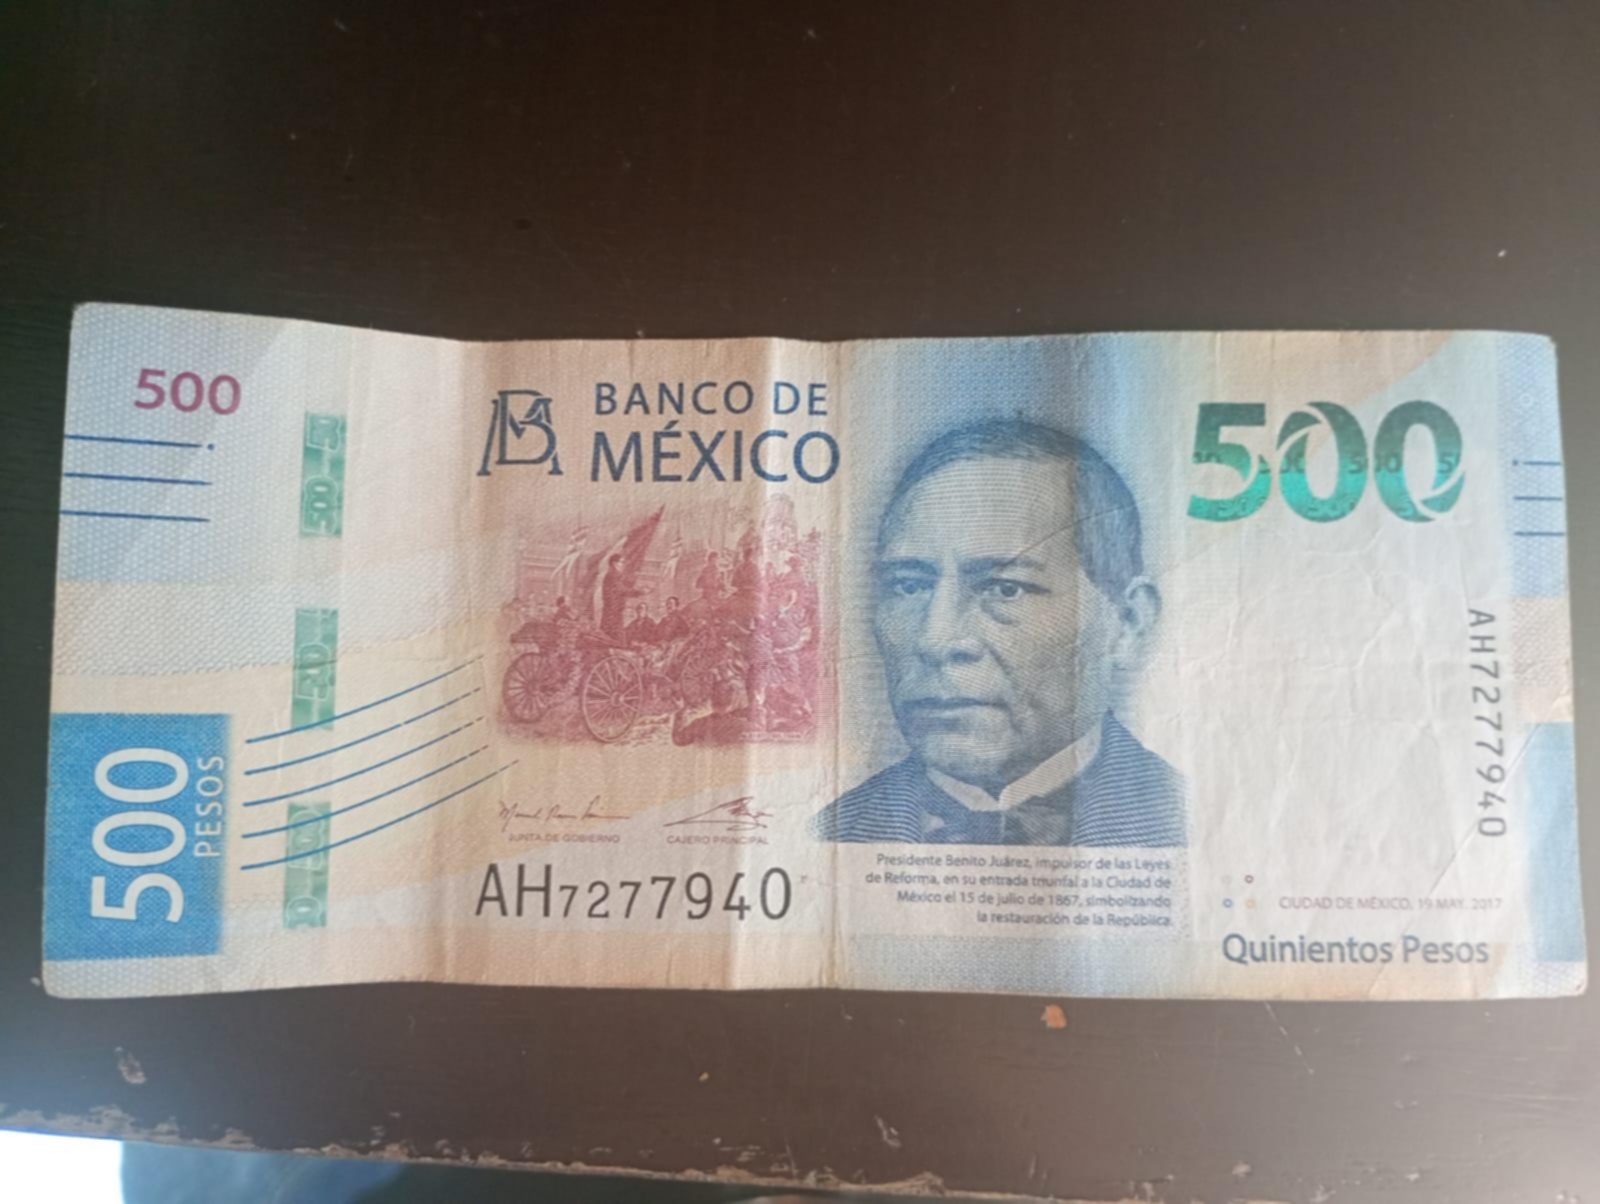 500
BM
BANCO DE
MÉXICO
500
500
PESOS
JUNTA DE GOBIERNO
CAJERO PRINCIPAL
AH7277940
AH7277940
Presidente Benito Juárez, impulsor de las Leyes
de Reforma, en su entrada triunfal a la Ciudad de
México el 15 de julio de 1867, simbolizando
la restauración de la República.
CIUDAD DE MÉXICO, 19 MAY. 2017
Quinientos Pesos